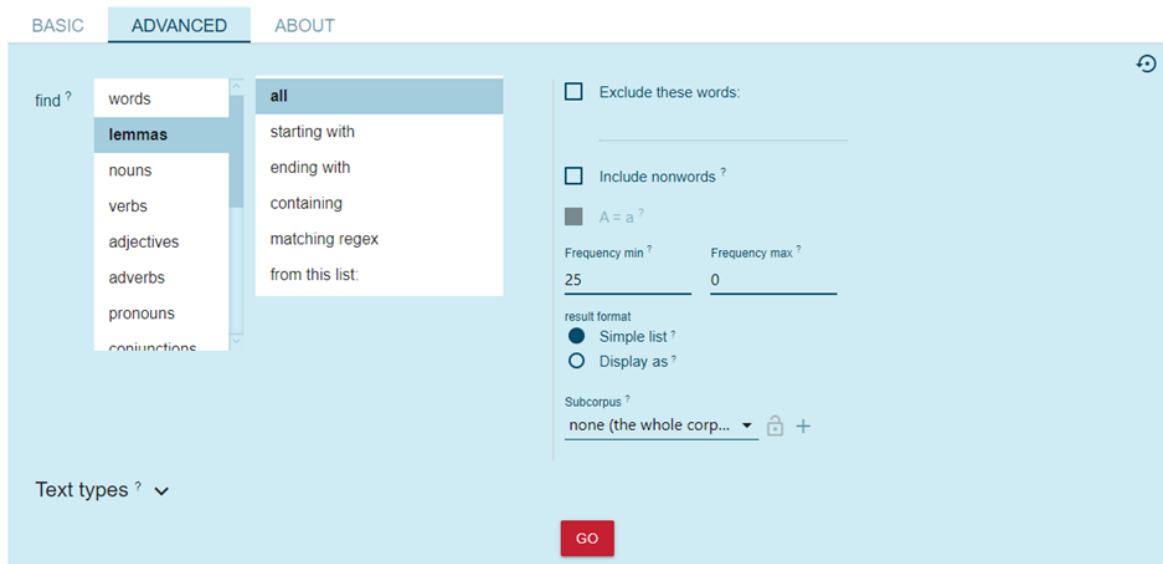 BASIC ADVANCED ABOUT
find ?
words
lemmas
nouns
verbs
adjectives
adverbs
pronouns
conjunctions
all
starting with
ending with
containing
matching regex
from this list:
Exclude these words:
Include nonwords ?
A = a ?
Frequency min ? Frequency max ?
25 0
result format
Simple list ?
Display as ?
Subcorpus ?
none (the whole corp...
Text types ?
GO